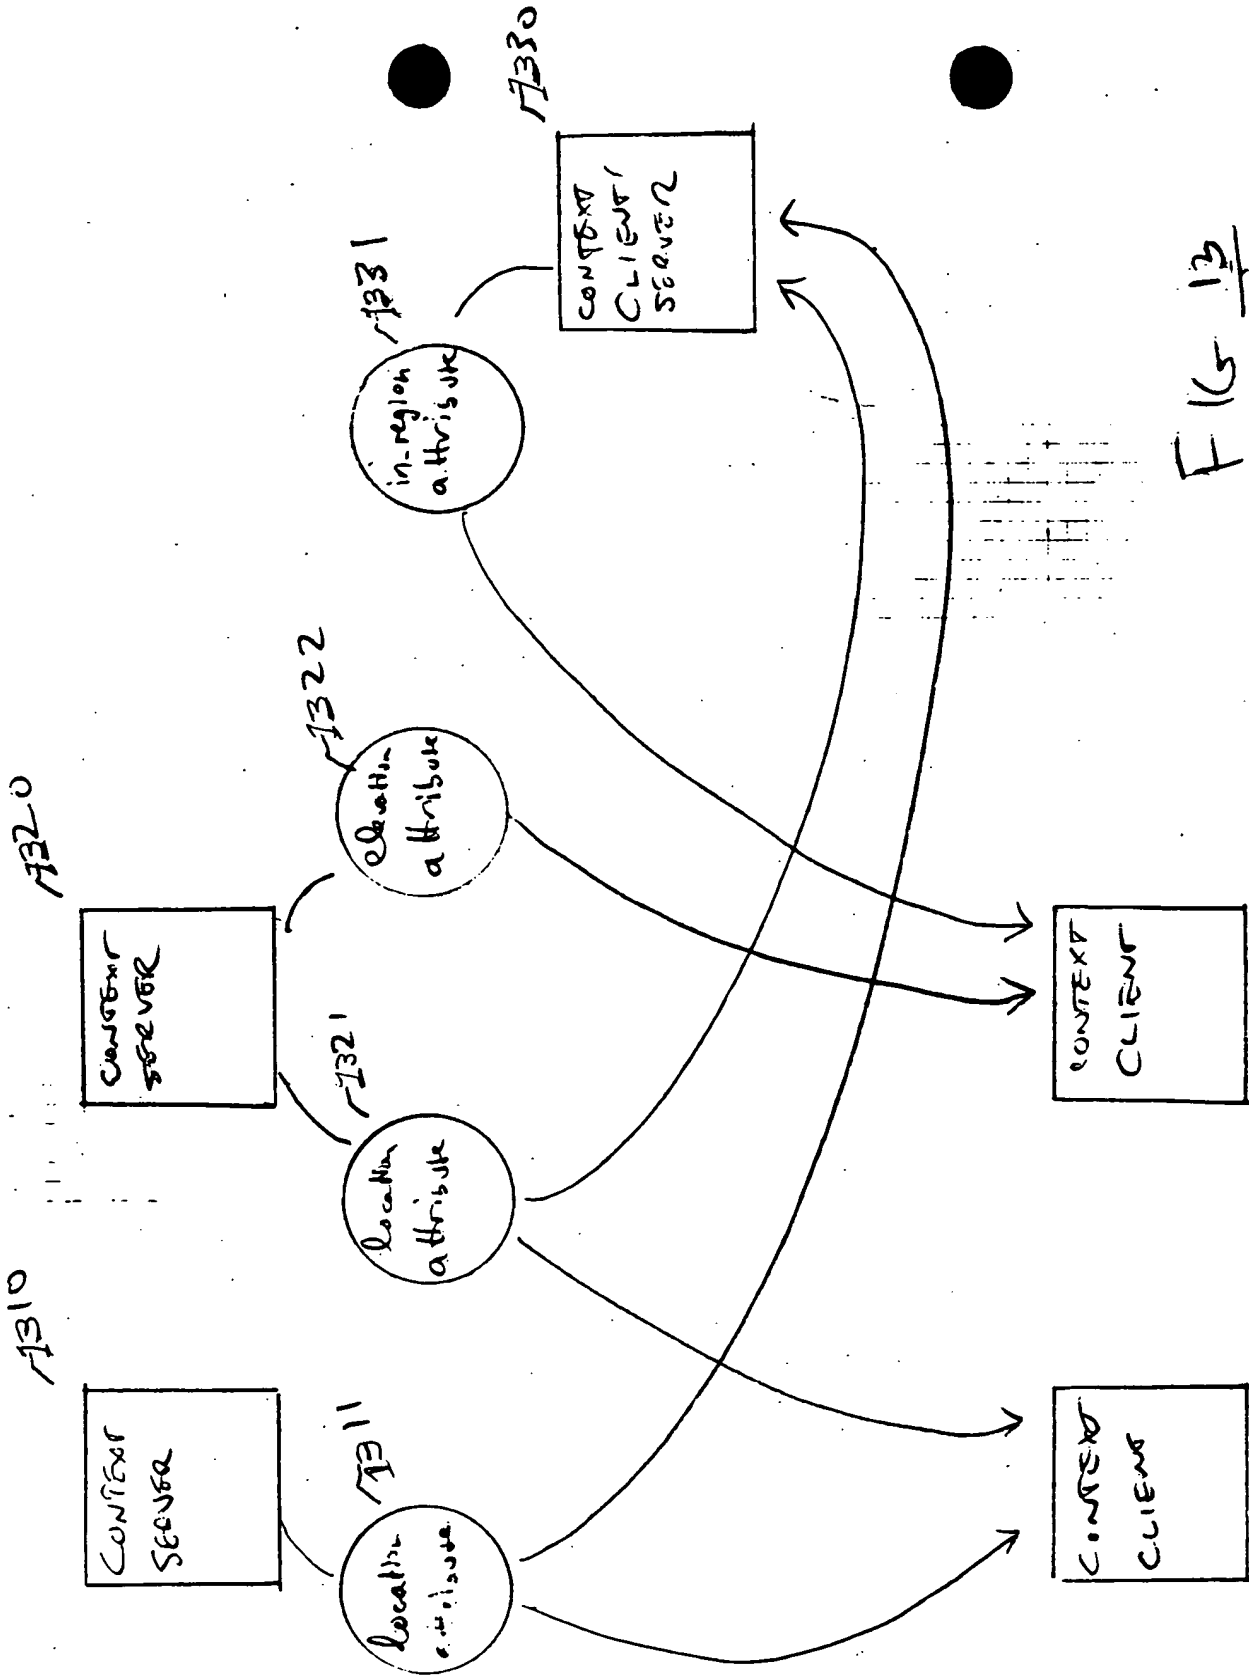 1310
CONTEXT
SERVER
1320
CONTEXT
SERVER
1311
location
1321
location
attribute
1322
elevation
attribute
1331
in-region
attribute
1330
CONTEXT
CLIENT/
SERVER
CONTEXT
CLIENT
CONTEXT
CLIENT
FIG 13